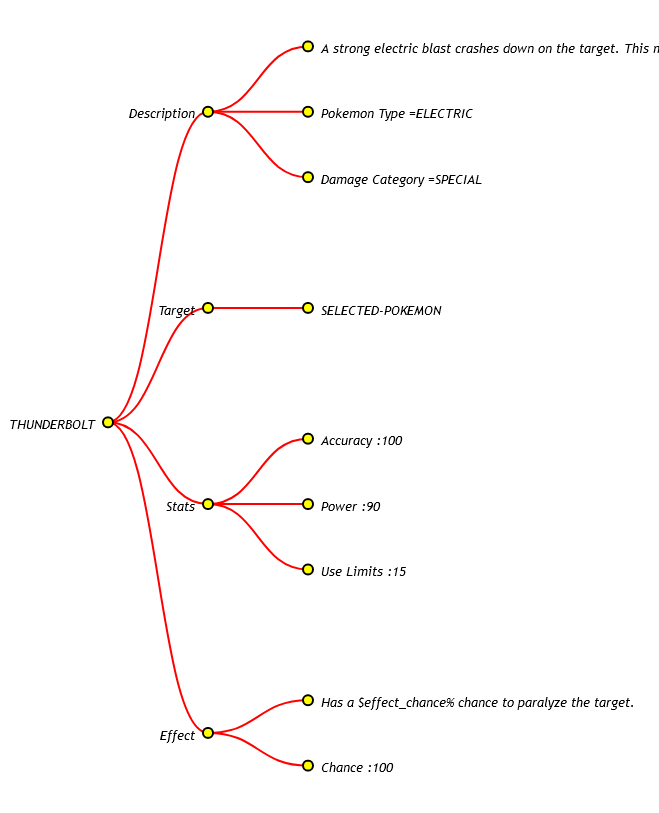 A strong electric blast crashes down on the target. This
Description
Pokemon Type =ELECTRIC
Damage Category =SPECIAL
Target
SELECTED-POKEMON
THUNDERBOLT
Accuracy :100
Stats
Power :90
Use Limits :15
Has a $effect_chance% chance to paralyze the target.
Effect
Chance :100